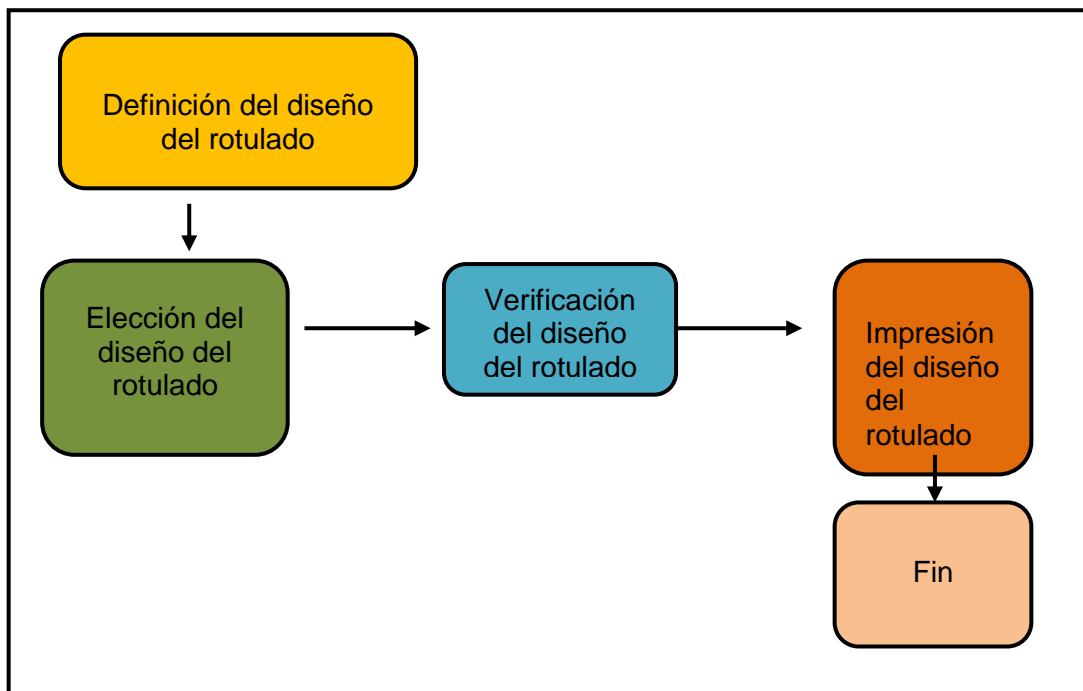 Definición del diseño
del rotulado
Elección del
diseño del
rotulado
Verificación
del diseño
del rotulado
Impresión
del diseño
del
rotulado
Fin